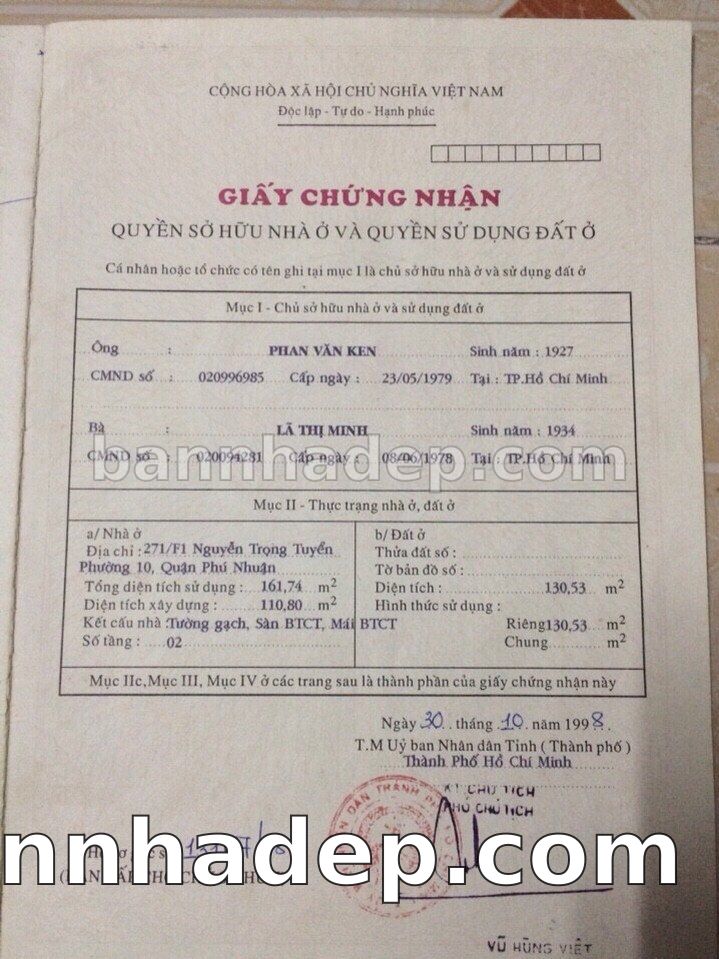 CỘNG HÒA XÃ HỘI CHỦ NGHĨA VIỆT NAM
Độc lập - Tự do - Hạnh phúc
GIẤY CHỨNG NHẬN
QUYỀN SỞ HỮU NHÀ Ở VÀ QUYỀN SỬ DỤNG ĐẤT Ở
Cá nhân hoặc tổ chức có tên ghi tại mục I là chủ sở hữu nhà ở và sử dụng đất ở
Mục I - Chủ sở hữu nhà ở và sử dụng đất ở
Ông : PHAN VĂN KEN Sinh năm : 1927
CMND số : 020996985 Cấp ngày : 23/05/1979 Tại : TP.Hồ Chí Minh
Bà : LÃ THỊ MINH Sinh năm : 1934
bannhadep.com
CMND số : 020094281 Cấp ngày : 08/06/1978 Tại : TP.Hồ Chí Minh
Mục II - Thực trạng nhà ở, đất ở
a/ Nhà ở
Địa chỉ : 271/F1 Nguyễn Trọng Tuyển
Phường 10, Quận Phú Nhuận
Tổng diện tích sử dụng : 161,74 m2
Diện tích xây dựng : 110,80 m2
Kết cấu nhà : Tường gạch, Sàn BTCT, Mái BTCT
Số tầng : 02
b/ Đất ở
Thửa đất số :
Tờ bản đồ số :
Diện tích : 130,53 m2
Hình thức sử dụng :
Riêng 130,53 m2
Chung m2
Mục IIc, Mục III, Mục IV ở các trang sau là thành phần của giấy chứng nhận này
Ngày 30 tháng 10 năm 1998.
T.M Uỷ ban Nhân dân Tỉnh ( Thành phố )
Thành Phố Hồ Chí Minh
KT CHỦ TỊCH
PHÓ CHỦ TỊCH
nnhadep.com
VŨ HÙNG VIỆT